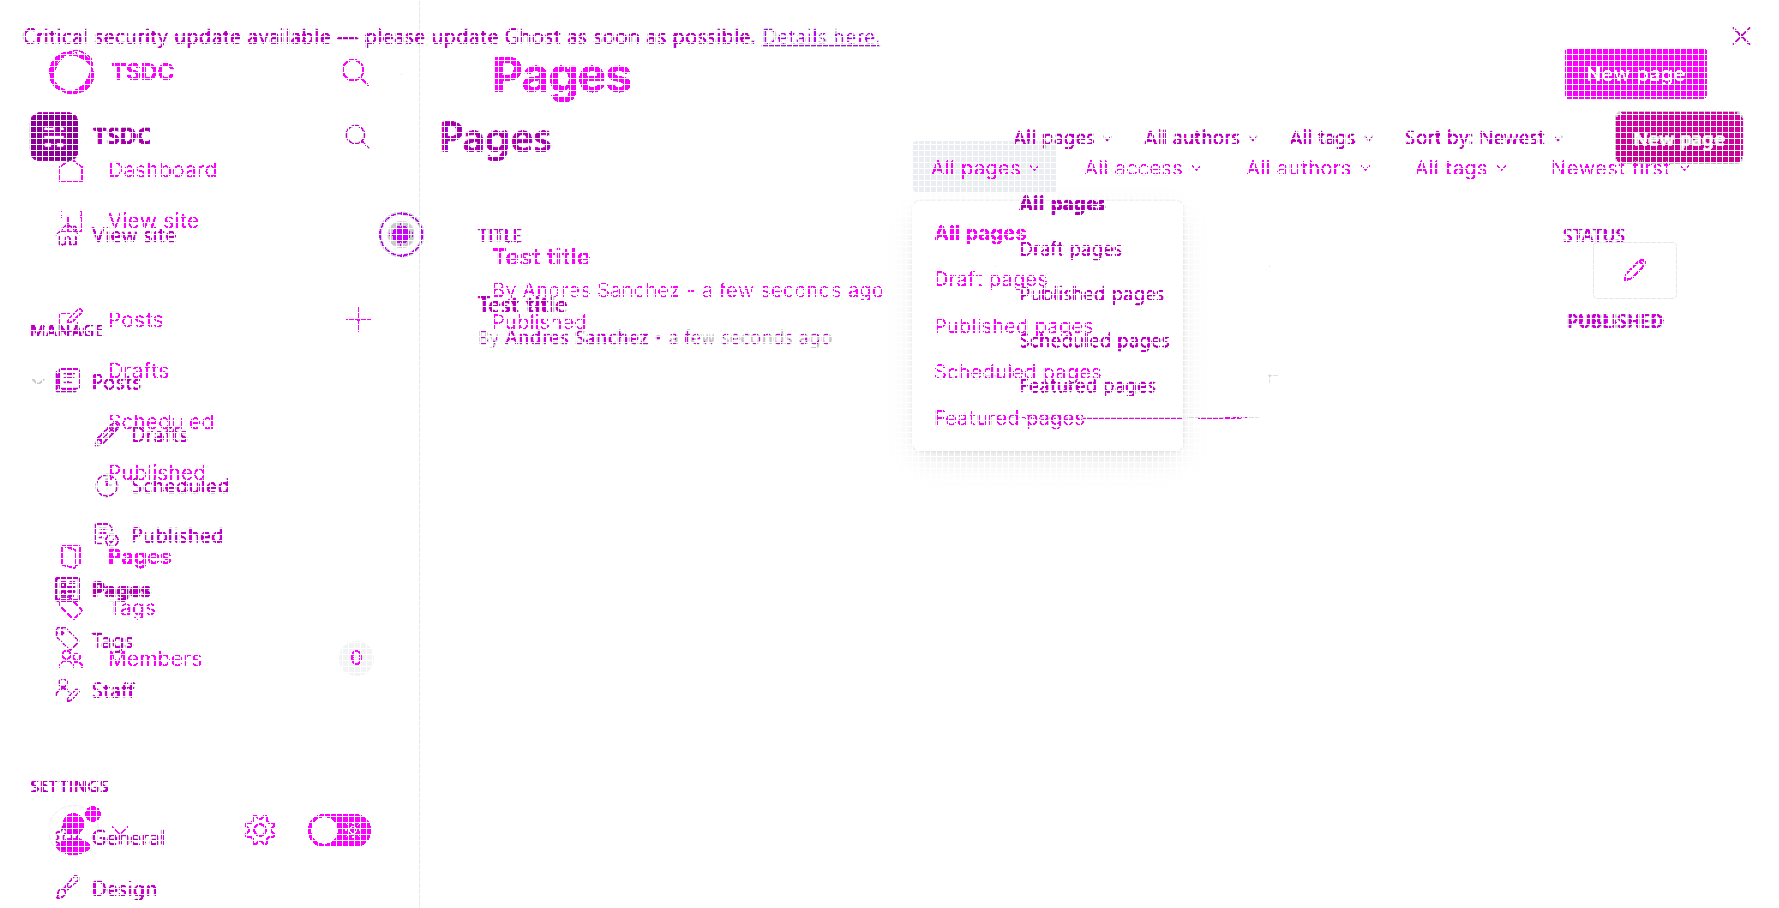 Critical security update available — please update Ghost as soon as possible. Details here.
TSDC
Pages
New page
TSDC
Pages
All pages
All authors
All tags
Sort by: Newest
New page
Dashboard
All pages
All access
All authors
All tags
Newest first
All pages
View site
View site
TITLE
STATUS
All pages
Draft pages
Test title
Draft pages
By Andres Sanchez - a few seconds ago
Published pages
Test title
Posts
Published
PUBLISHED
MANAGE
Published pages
By Andres Sanchez - a few seconds ago
Scheduled pages
Drafts
Scheduled pages
Posts
Featured pages
Scheduled
Featured pages
Drafts
Published
Scheduled
Published
Pages
Pages
Tags
Tags
Members
0
Staff
SETTINGS
General
Design